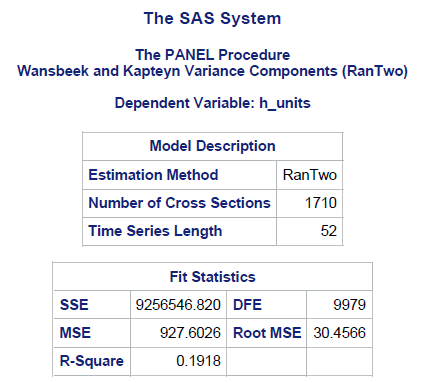 The SAS System
The PANEL Procedure
Wansbeek and Kapteyn Variance Components (RanTwo)
Dependent Variable: h_units
Model Description
Estimation Method RanTwo
Number of Cross Sections 1710
Time Series Length 52
Fit Statistics
SSE 9256546.820 DFE 9979
MSE 927.6026 Root MSE 30.4566
R-Square 0.1918